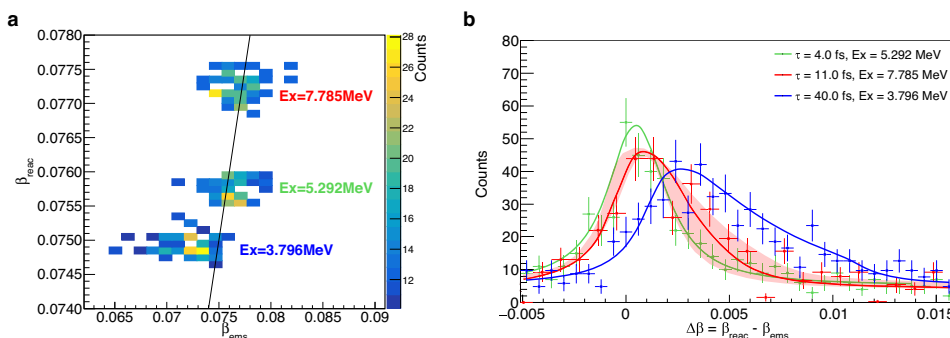 a
0.0780
0.0775
0.0770
0.0765
0.0760
0.0755
0.0750
0.0745
0.0740
β_reac
Ex=7.785MeV
Ex=5.292MeV
Ex=3.796MeV
0.065
0.07
0.075
0.08
0.085
0.09
β_ems
28
26
24
22
20
18
16
14
12
Counts
b
80
70
60
50
40
30
20
10
0
Counts
τ = 4.0 fs, Ex = 5.292 MeV
τ = 11.0 fs, Ex = 7.785 MeV
τ = 40.0 fs, Ex = 3.796 MeV
−0.005
0
0.005
0.01
0.015
Δβ = β_reac - β_ems